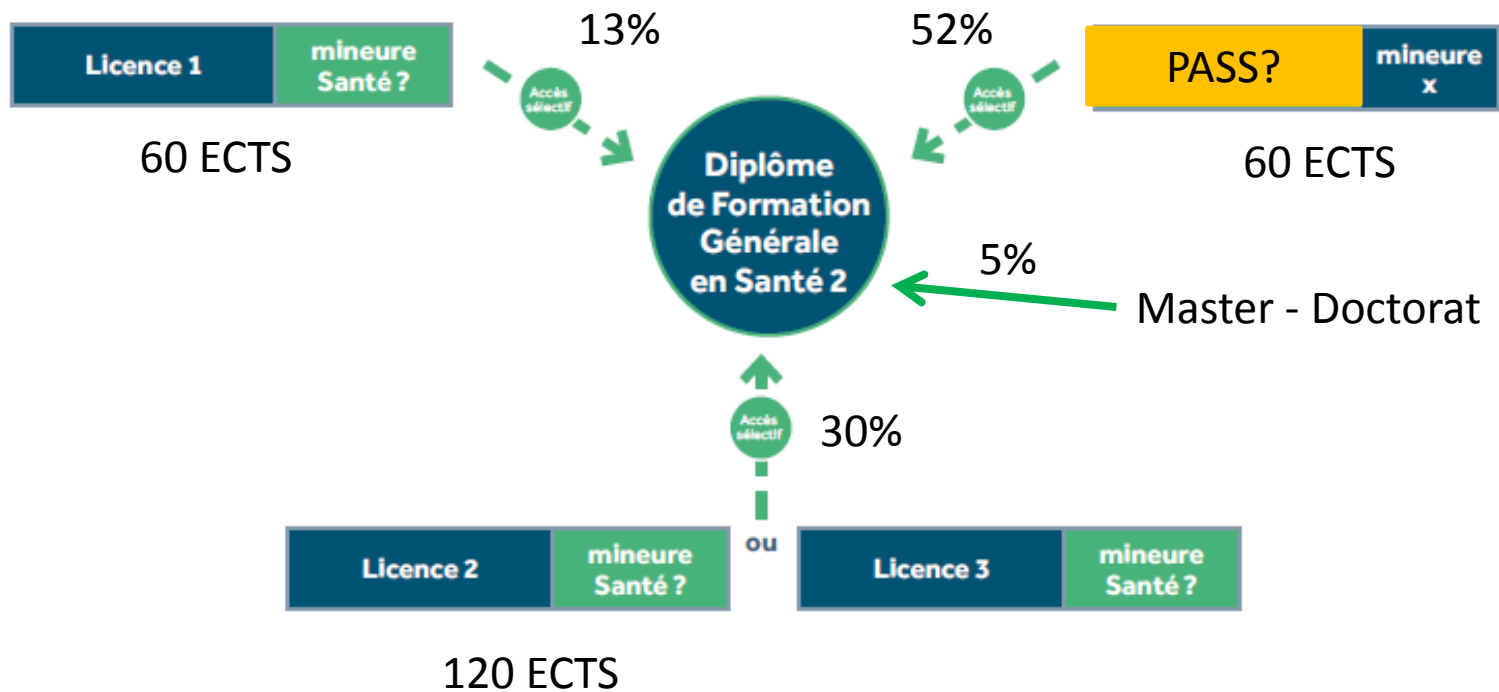 13%
52%
Licence 1
mineure
Santé ?
Accès
sélectif
Accès
sélectif
PASS?
mineure
x
60 ECTS
60 ECTS
Diplôme
de Formation
Générale
en Santé 2
5%
Master - Doctorat
Accès
sélectif
30%
Licence 2
mineure
Santé ?
ou
Licence 3
mineure
Santé ?
120 ECTS